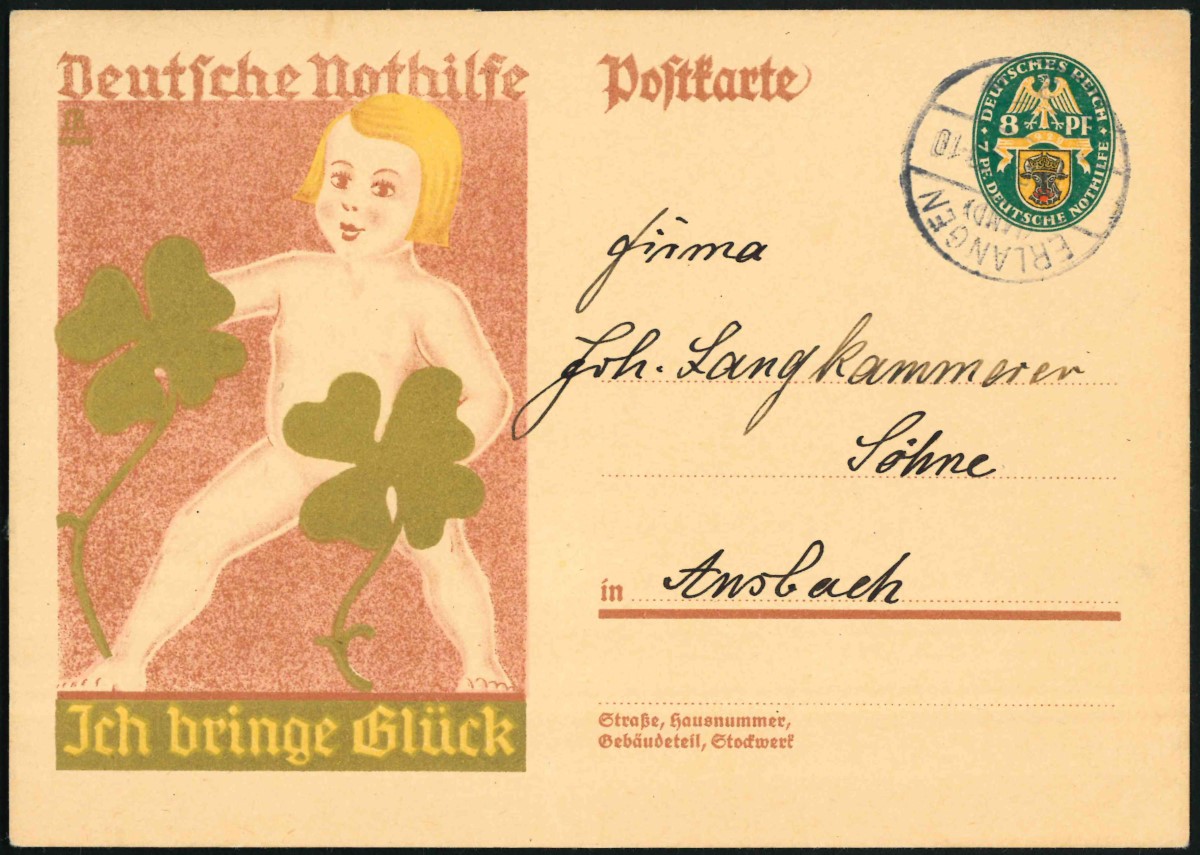 Deutsche Nothilfe
Ich bringe Glück
Postkarte
DEUTSCHES REICH
8 PF
7 PF. DEUTSCHE NOTHILFE
ERLANGEN
Firma
Joh. Langkammerer
Söhne
in Ansbach
Straße, Hausnummer,
Gebäudeteil, Stockwerk